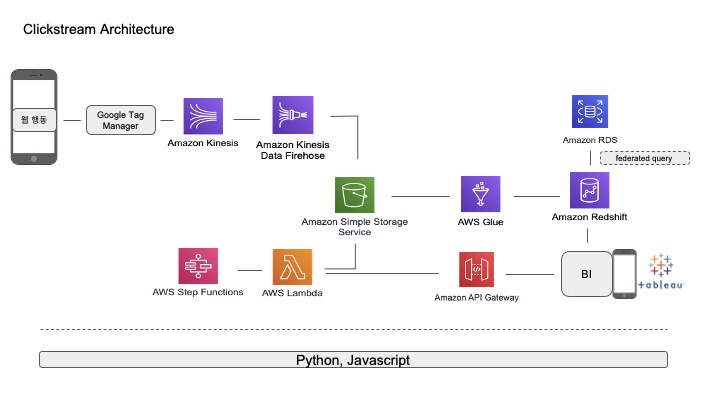 Clickstream Architecture
웹 행동
Google Tag
Manager
Amazon Kinesis
Amazon Kinesis
Data Firehose
Amazon RDS
federated query
Amazon Simple Storage
Service
AWS Glue
Amazon Redshift
AWS Step Functions
AWS Lambda
Amazon API Gateway
BI
+ableau
Python, Javascript